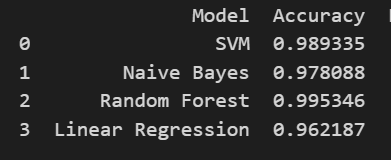 Model Accuracy
0 SVM 0.989335
1 Naive Bayes 0.978088
2 Random Forest 0.995346
3 Linear Regression 0.962187